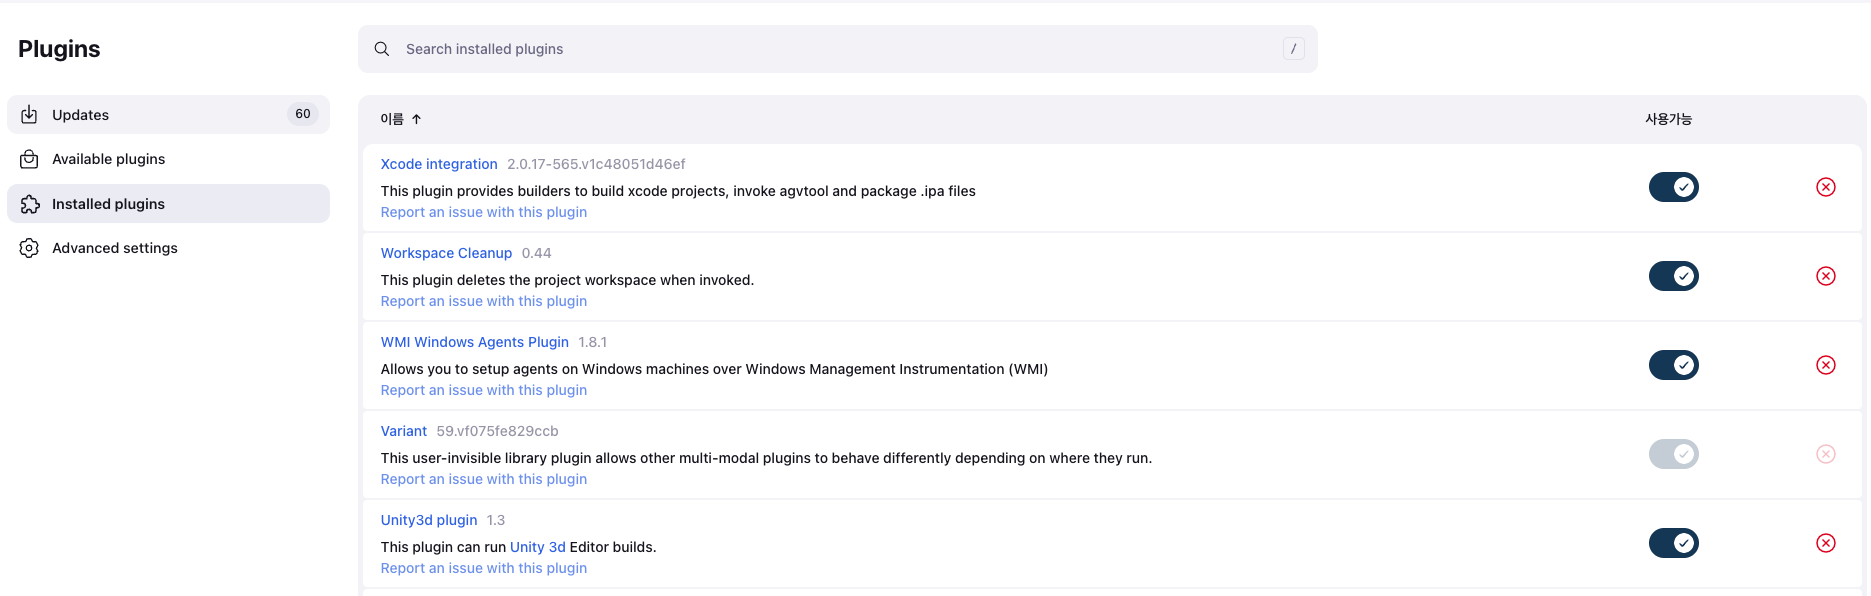 Plugins
Search installed plugins
/
Updates
60
Available plugins
Installed plugins
Advanced settings
이름 ↑
사용가능
Xcode integration 2.0.17-565.v1c48051d46ef
This plugin provides builders to build xcode projects, invoke agvtool and package .ipa files
Report an issue with this plugin
Workspace Cleanup 0.44
This plugin deletes the project workspace when invoked.
Report an issue with this plugin
WMI Windows Agents Plugin 1.8.1
Allows you to setup agents on Windows machines over Windows Management Instrumentation (WMI)
Report an issue with this plugin
Variant 59.vf075fe829ccb
This user-invisible library plugin allows other multi-modal plugins to behave differently depending on where they run.
Report an issue with this plugin
Unity3d plugin 1.3
This plugin can run Unity 3d Editor builds.
Report an issue with this plugin